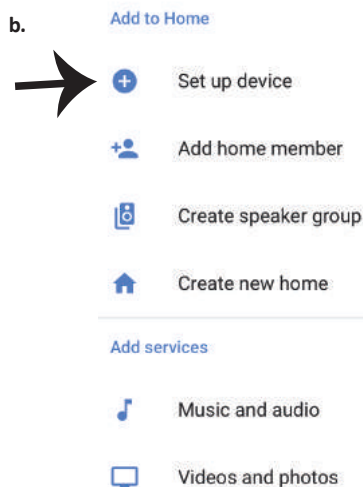 b.
Add to Home
Set up device
Add home member
Create speaker group
Create new home
Add services
Music and audio
Videos and photos